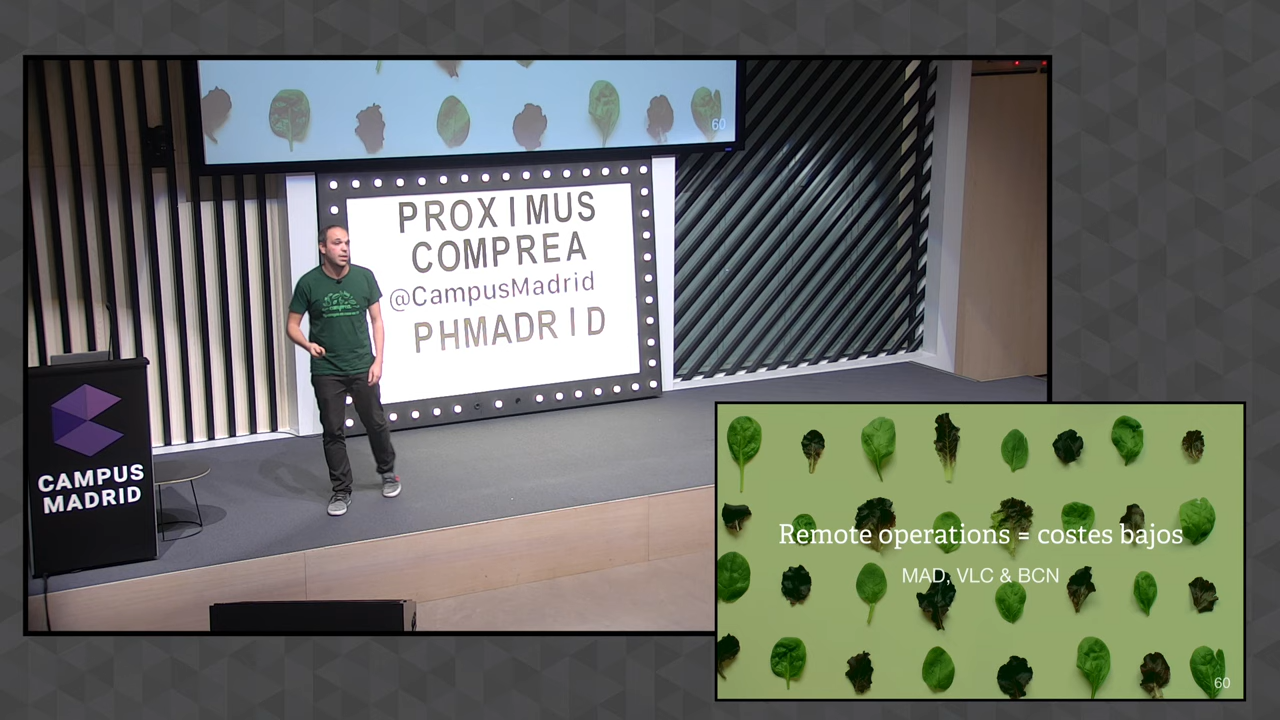 60
PROXIMUS
COMPREA
@CampusMadrid
PHMADRID
CAMPUS
MADRID
Remote operations = costes bajos
MAD, VLC & BCN
60